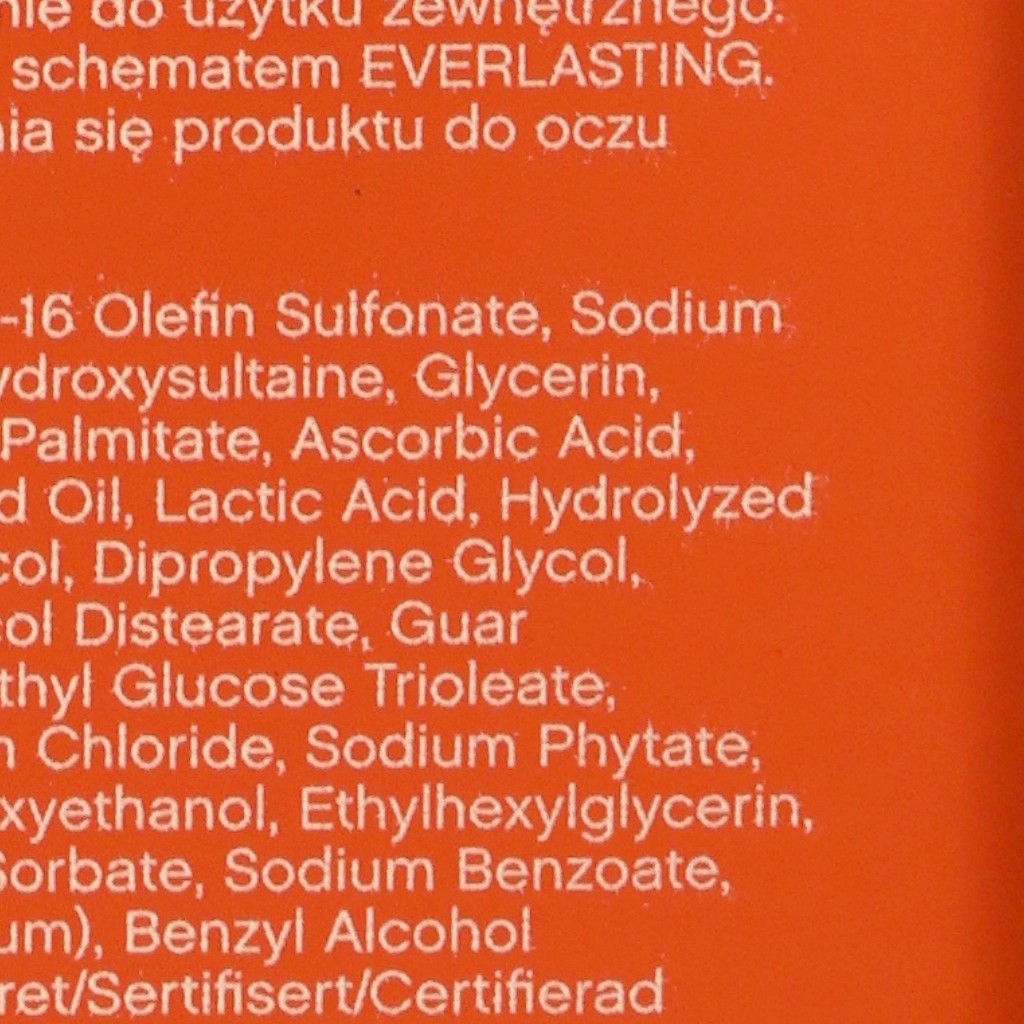 nie do użytku zewnętrznego.
schematem EVERLASTING.
nia się produktu do oczu
-16 Olefin Sulfonate, Sodium
ydroxysultaine, Glycerin,
Palmitate, Ascorbic Acid,
d Oil, Lactic Acid, Hydrolyzed
col, Dipropylene Glycol,
col Distearate, Guar
thyl Glucose Trioleate,
n Chloride, Sodium Phytate,
xyethanol, Ethylhexylglycerin,
Sorbate, Sodium Benzoate,
um), Benzyl Alcohol
ret/Sertifisert/Certifierad